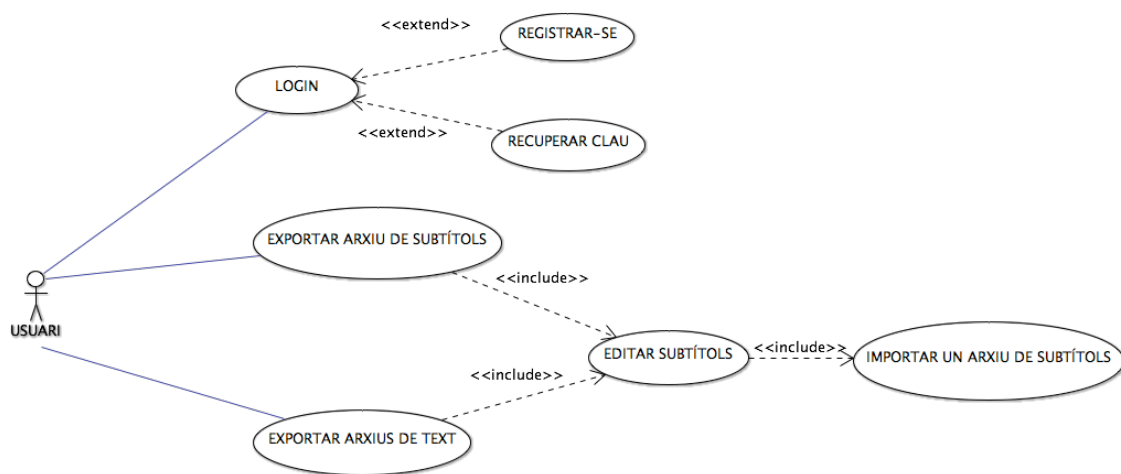 <<extend>>
REGISTRAR-SE
LOGIN
<<extend>>
RECUPERAR CLAU
EXPORTAR ARXIU DE SUBTÍTOLS
<<include>>
USUARI
EDITAR SUBTÍTOLS
<<include>>
IMPORTAR UN ARXIU DE SUBTÍTOLS
<<include>>
EXPORTAR ARXIUS DE TEXT